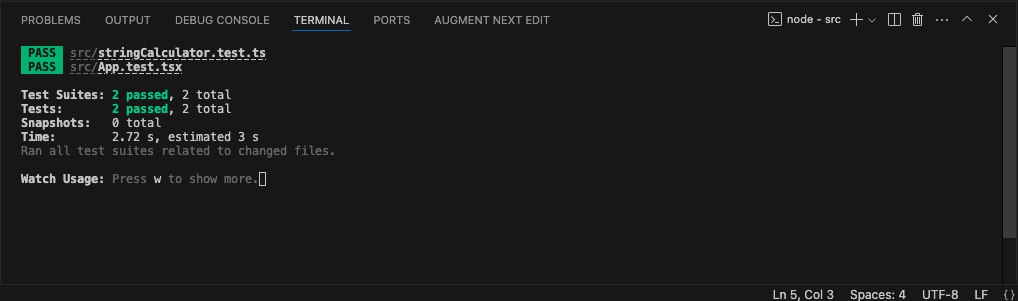 PROBLEMS OUTPUT DEBUG CONSOLE TERMINAL PORTS AUGMENT NEXT EDIT node - src
PASS src/stringCalculator.test.ts
PASS src/App.test.tsx
Test Suites: 2 passed, 2 total
Tests: 2 passed, 2 total
Snapshots: 0 total
Time: 2.72 s, estimated 3 s
Ran all test suites related to changed files.
Watch Usage: Press w to show more.
Ln 5, Col 3 Spaces: 4 UTF-8 LF { }